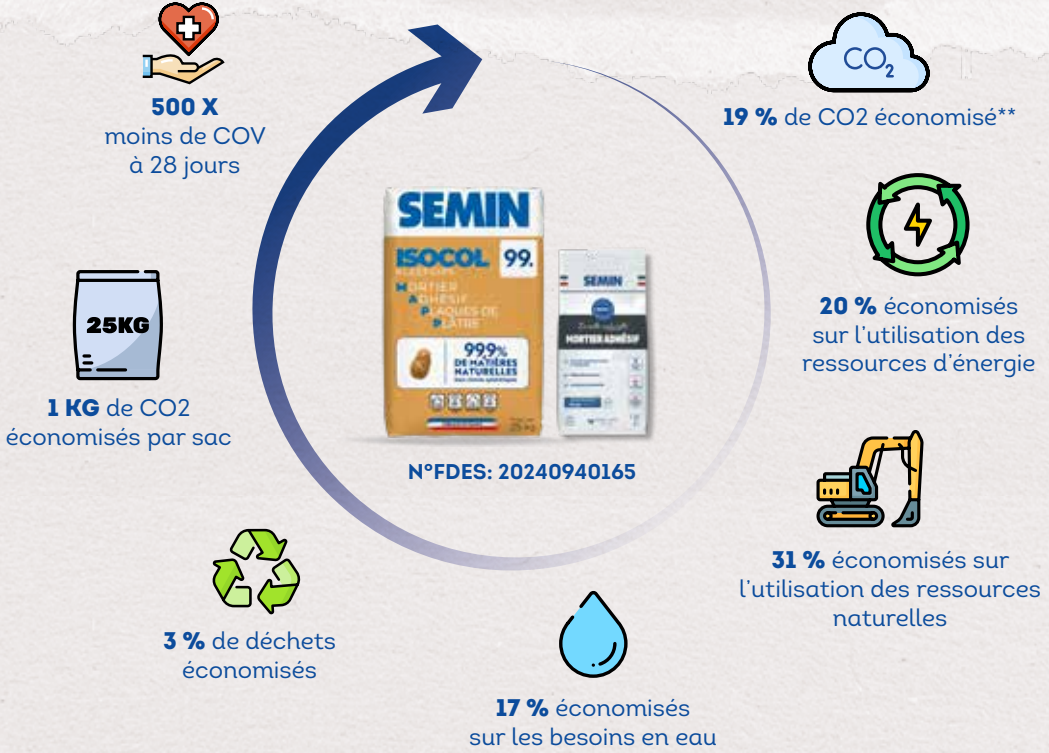 500 X
moins de COV
à 28 jours
CO2
19 % de CO2 économisé**
20 % économisés
sur l'utilisation des
ressources d'énergie
31 % économisés sur
l'utilisation des ressources
naturelles
17 % économisés
sur les besoins en eau
3 % de déchets
économisés
25KG
1 KG de CO2
économisés par sac
SEMIN
ISOCOL 99.
MORTIER
ADHÉSIF
PLAQUES DE
PLÂTRE
99,9%
DE MATIÈRES
NATURELLES
25 kg
SEMIN
MORTIER ADHÉSIF
N°FDES: 20240940165